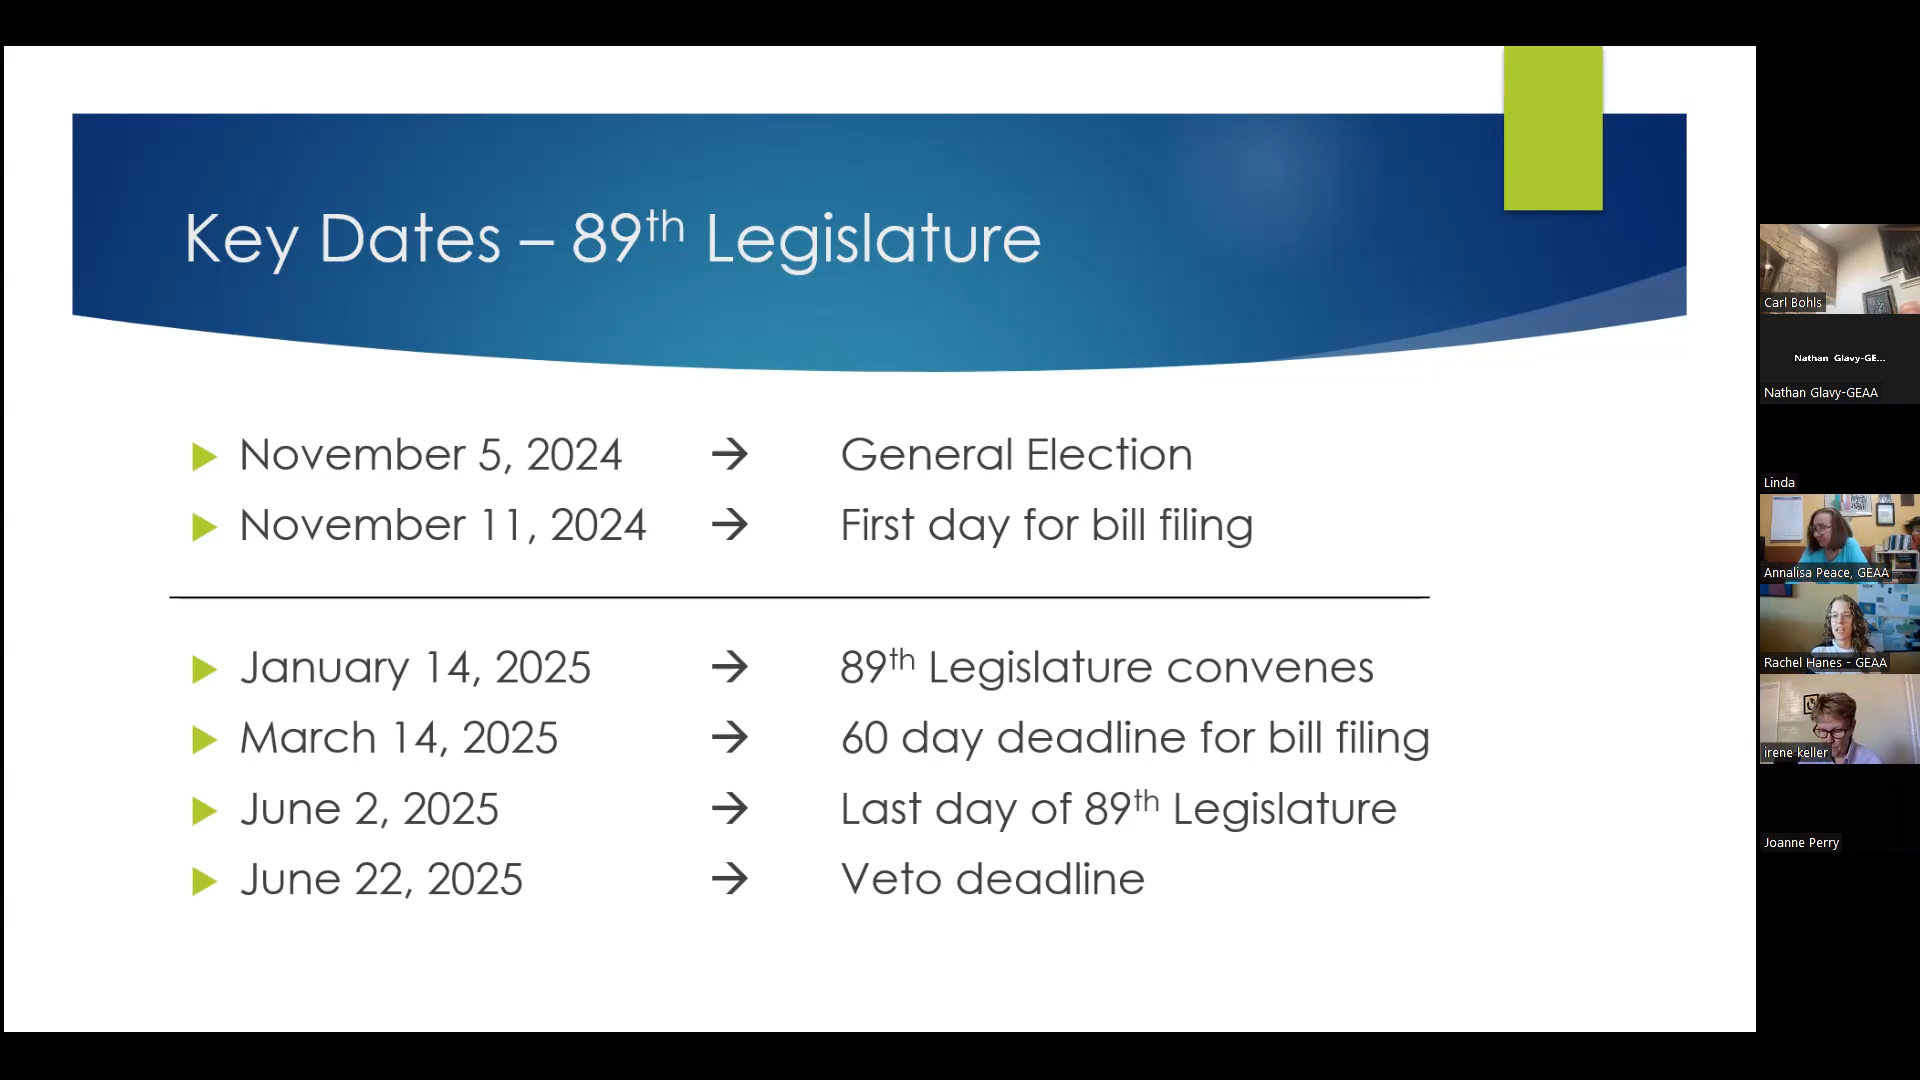 Key Dates – 89th Legislature
November 5, 2024 → General Election
November 11, 2024 → First day for bill filing
January 14, 2025 → 89th Legislature convenes
March 14, 2025 → 60 day deadline for bill filing
June 2, 2025 → Last day of 89th Legislature
June 22, 2025 → Veto deadline
Carl Bohls
Nathan Glavy-GE...
Nathan Glavy-GEAA
Linda
Annalisa Peace, GEAA
Rachel Hanes - GEAA
irene keller
Joanne Perry